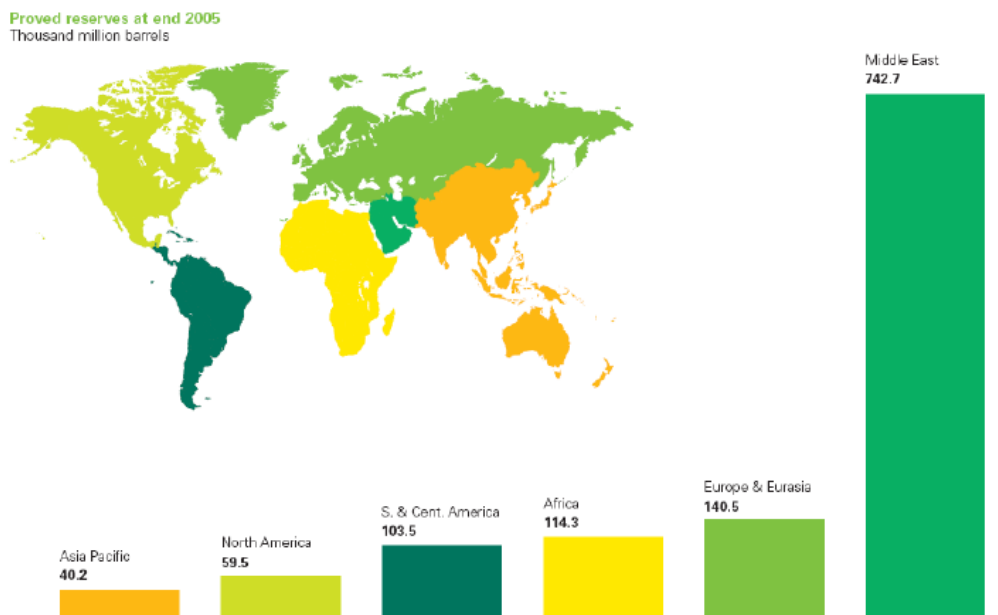 Proved reserves at end 2005
Thousand million barrels
Middle East
742.7
Europe & Eurasia
140.5
Africa
114.3
S. & Cent. America
103.5
North America
59.5
Asia Pacific
40.2